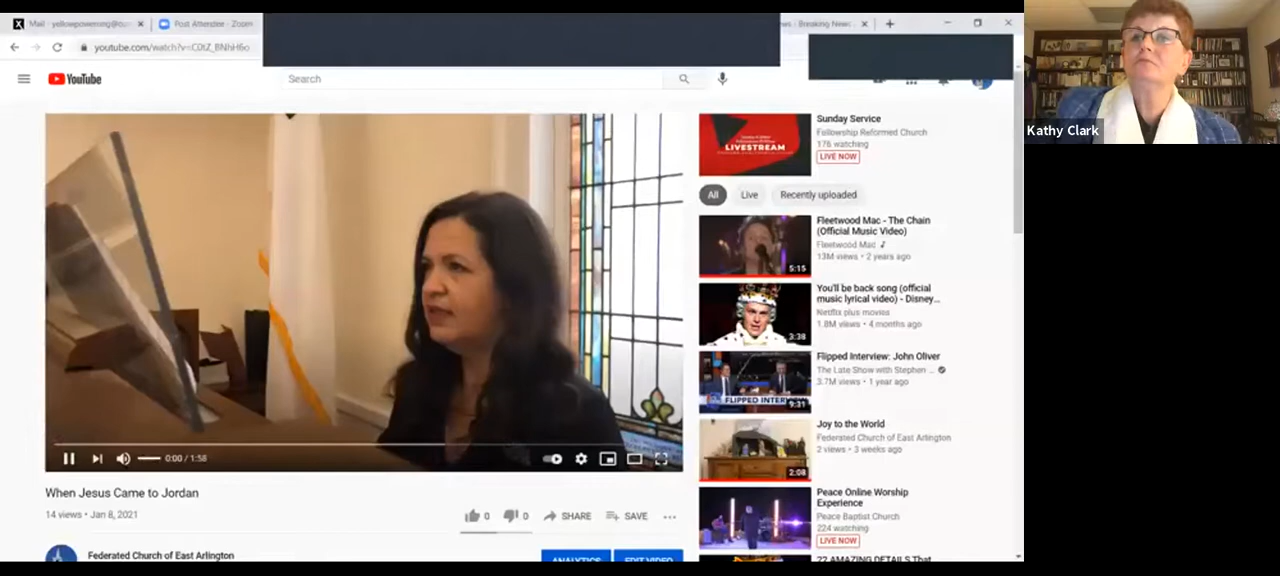 Post Attendee - Zoom
Breaking News
youtube.com/watch?v=
YouTube
Search
Kathy Clark
LIVESTREAM
Sunday Service
Fellowship Reformed Church
176 watching
LIVE NOW
All
Live
Recently uploaded
Fleetwood Mac - The Chain
(Official Music Video)
Fleetwood Mac
13M views • 2 years ago
5:15
You'll be back song (official
music lyrical video) - Disney...
Netflix plus movies
1.8M views • 4 months ago
3:38
Flipped Interview: John Oliver
The Late Show with Stephen ...
3.7M views • 1 year ago
FLIPPED INTERVIEW
9:31
Joy to the World
Federated Church of East Arlington
2 views • 3 weeks ago
2:08
Peace Online Worship
Experience
Peace Baptist Church
224 watching
LIVE NOW
22 AMAZING DETAILS That
0:00 / 1:58
When Jesus Came to Jordan
14 views • Jan 8, 2021
0
0
SHARE
SAVE
Federated Church of East Arlington
ANALYTICS
EDIT VIDEO